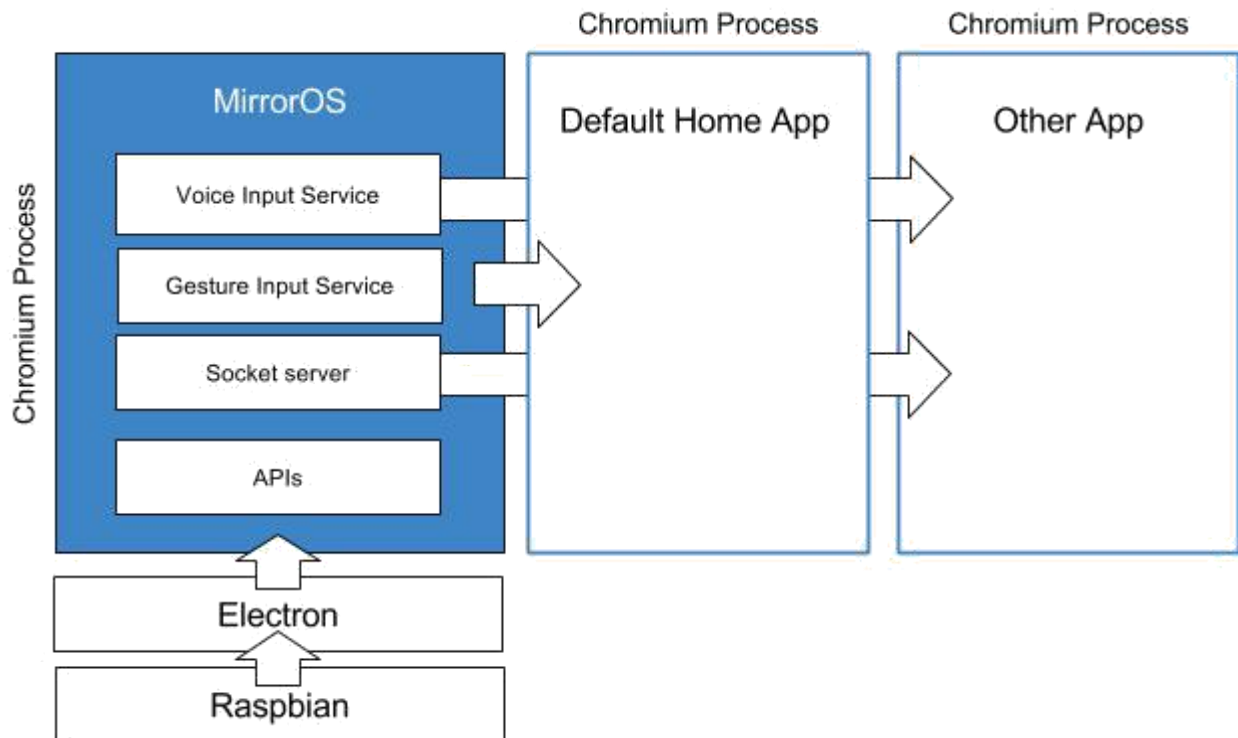 Chromium Process
Chromium Process
MirrorOS
Default Home App
Other App
Voice Input Service
Gesture Input Service
Socket server
APIs
Chromium Process
Electron
Raspbian